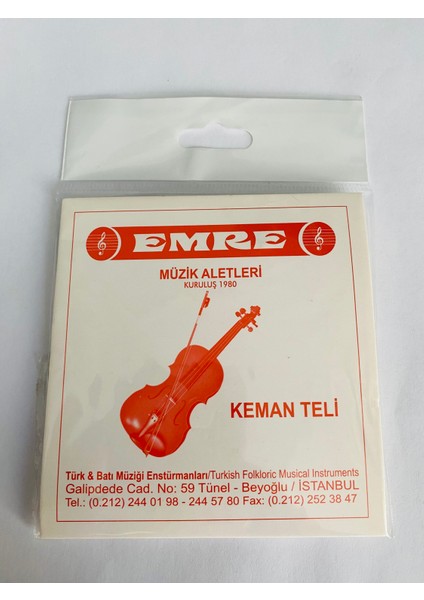 EMRE
MÜZİK ALETLERİ
KURULUŞ 1980
KEMAN TELİ
Türk & Batı Müziği Enstürmanları/Turkish Folkloric Musical Instruments
Galipdede Cad. No: 59 Tünel - Beyoğlu / İSTANBUL
Tel.: (0.212) 244 01 98 - 244 57 80 Fax: (0.212) 252 38 47